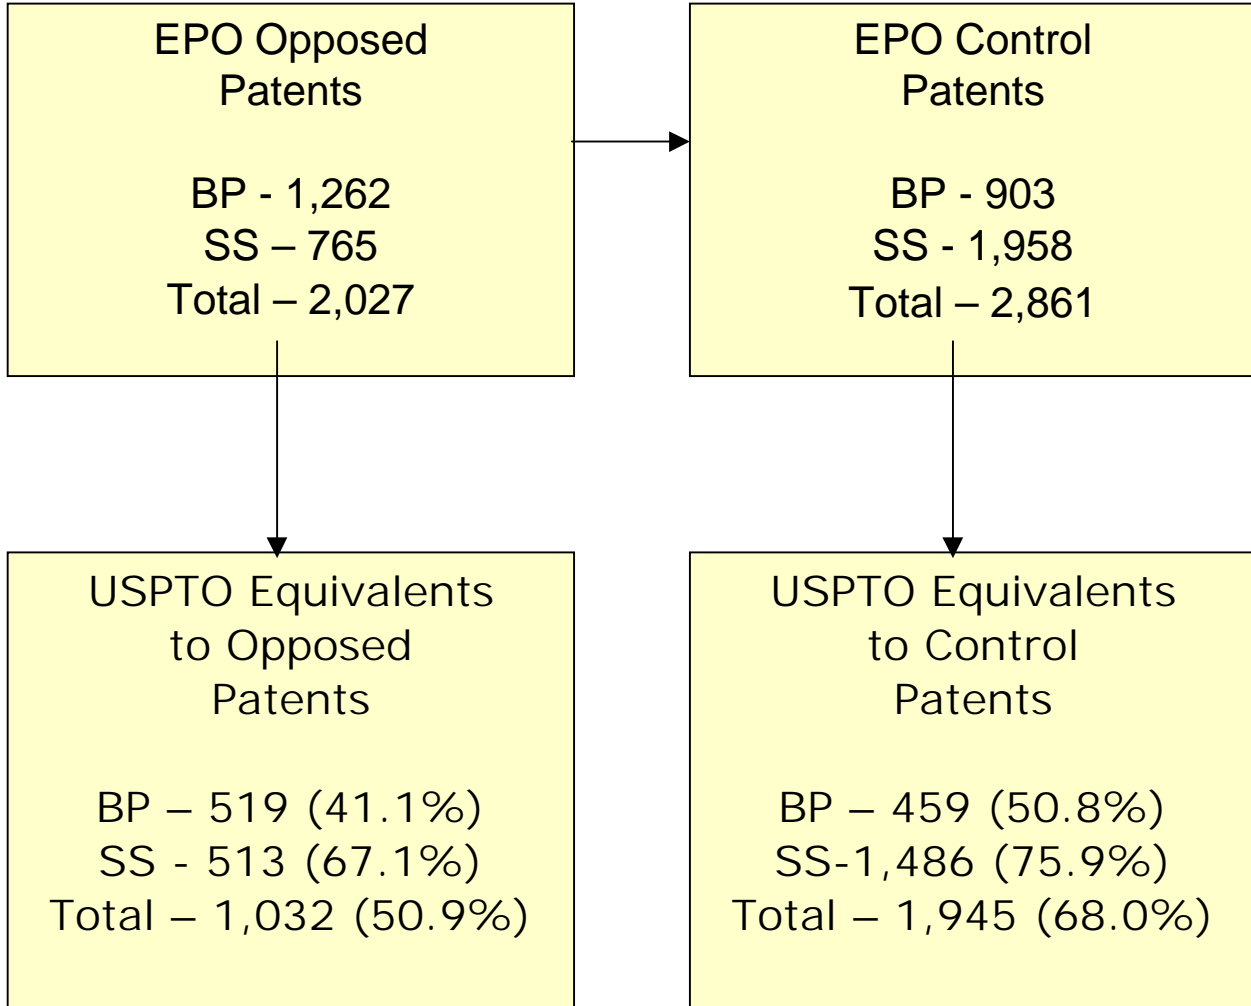 EPO Opposed
Patents
BP - 1,262
SS – 765
Total – 2,027
EPO Control
Patents
BP - 903
SS - 1,958
Total – 2,861
USPTO Equivalents
to Opposed
Patents
BP – 519 (41.1%)
SS - 513 (67.1%)
Total – 1,032 (50.9%)
USPTO Equivalents
to Control
Patents
BP – 459 (50.8%)
SS-1,486 (75.9%)
Total – 1,945 (68.0%)